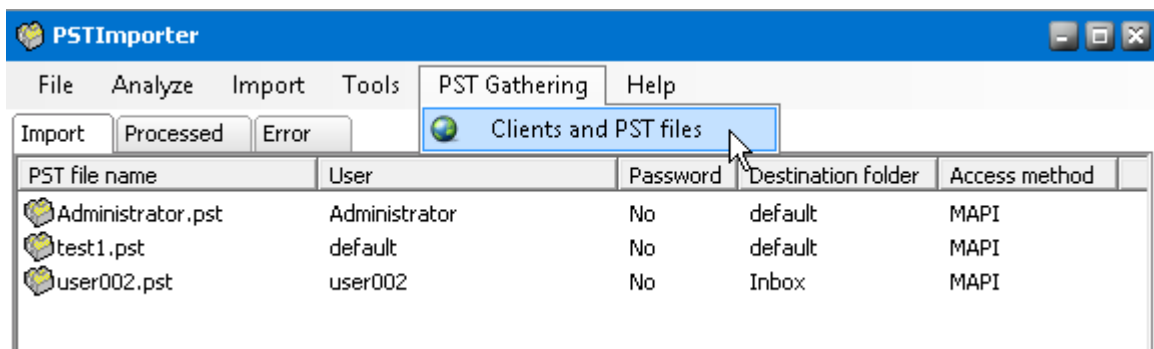 PSTImporter
File Analyze Import Tools PST Gathering Help
Import Processed Error Clients and PST files
PST file name User Password Destination folder Access method
Administrator.pst Administrator No default MAPI
test1.pst default No default MAPI
user002.pst user002 No Inbox MAPI